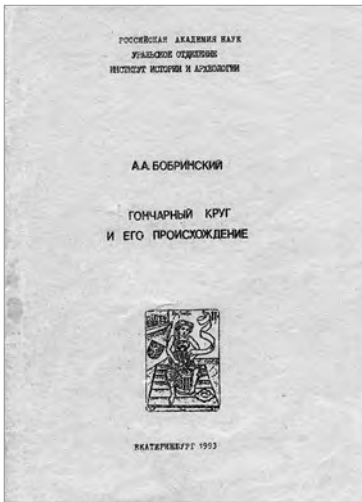 РОССИЙСКАЯ АКАДЕМИЯ НАУК
УРАЛЬСКОЕ ОТДЕЛЕНИЕ
ИНСТИТУТ ИСТОРИИ И АРХЕОЛОГИИ
А.А. БОБРИНСКИЙ
ГОНЧАРНЫЙ КРУГ
И ЕГО ПРОИСХОЖДЕНИЕ
ЕКАТЕРИНБУРГ 1993